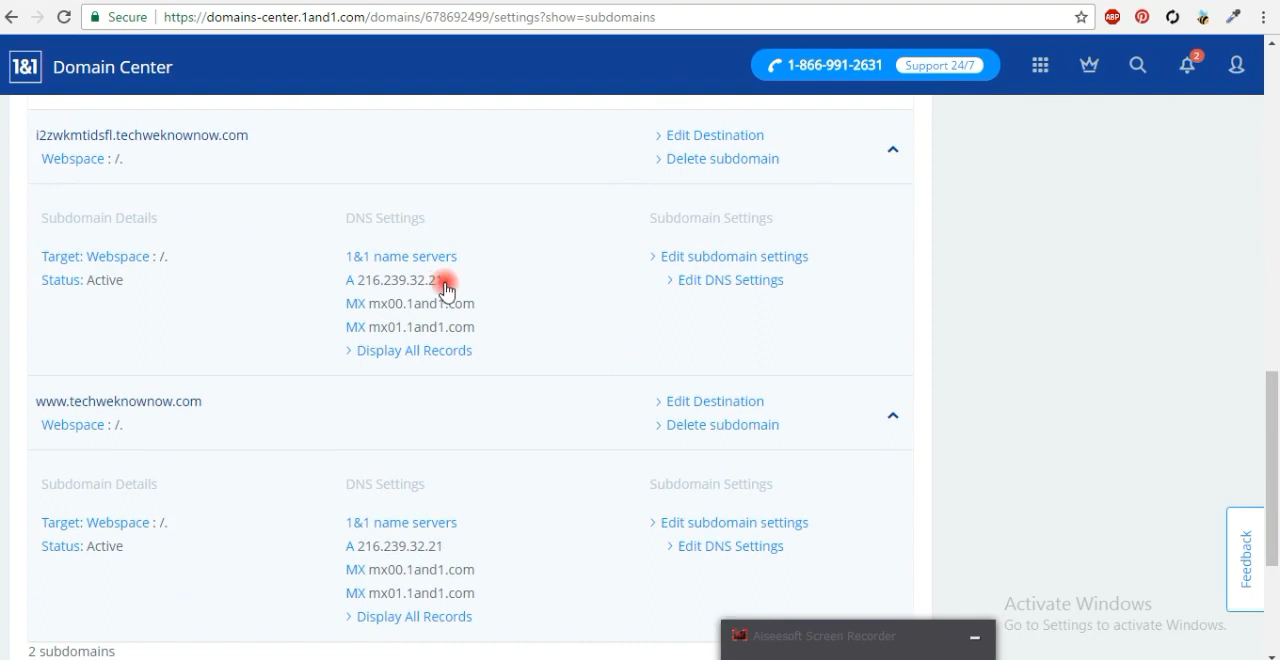 Secure https://domains-center.1and1.com/domains/678692499/settings?show=subdomains
ABP
1&1 Domain Center
1-866-991-2631 Support 24/7
2
i2zwkmtidsfl.techweknownow.com
> Edit Destination
Webspace : /.
> Delete subdomain
Subdomain Details DNS Settings Subdomain Settings
Target: Webspace : /. 1&1 name servers > Edit subdomain settings
Status: Active A 216.239.32.21 > Edit DNS Settings
MX mx00.1and1.com
MX mx01.1and1.com
> Display All Records
www.techweknownow.com
> Edit Destination
Webspace : /.
> Delete subdomain
Subdomain Details DNS Settings Subdomain Settings
Target: Webspace : /. 1&1 name servers > Edit subdomain settings
Status: Active A 216.239.32.21 > Edit DNS Settings
MX mx00.1and1.com
MX mx01.1and1.com
> Display All Records
2 subdomains
Feedback
Activate Windows
Go to Settings to activate Windows.
Aiseesoft Screen Recorder